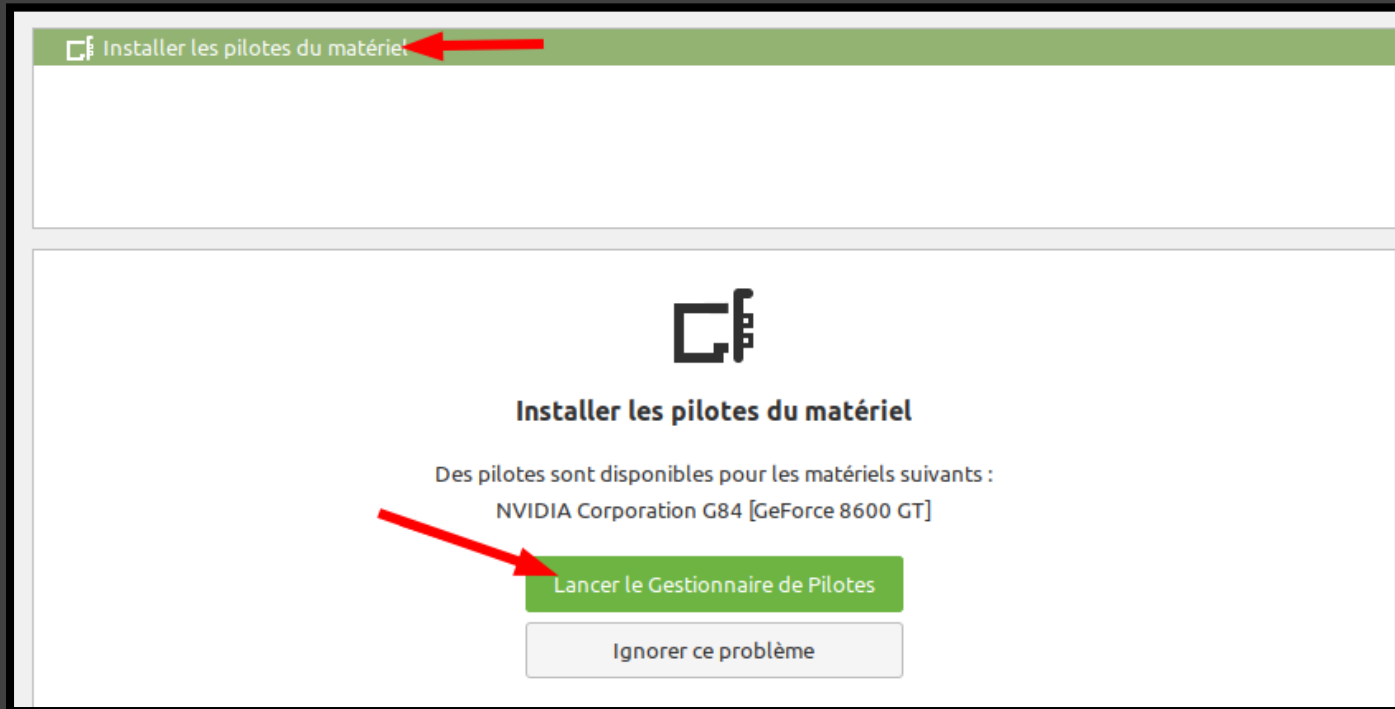 Installer les pilotes du matériel
Installer les pilotes du matériel
Des pilotes sont disponibles pour les matériels suivants :
NVIDIA Corporation G84 [GeForce 8600 GT]
Lancer le Gestionnaire de Pilotes
Ignorer ce problème